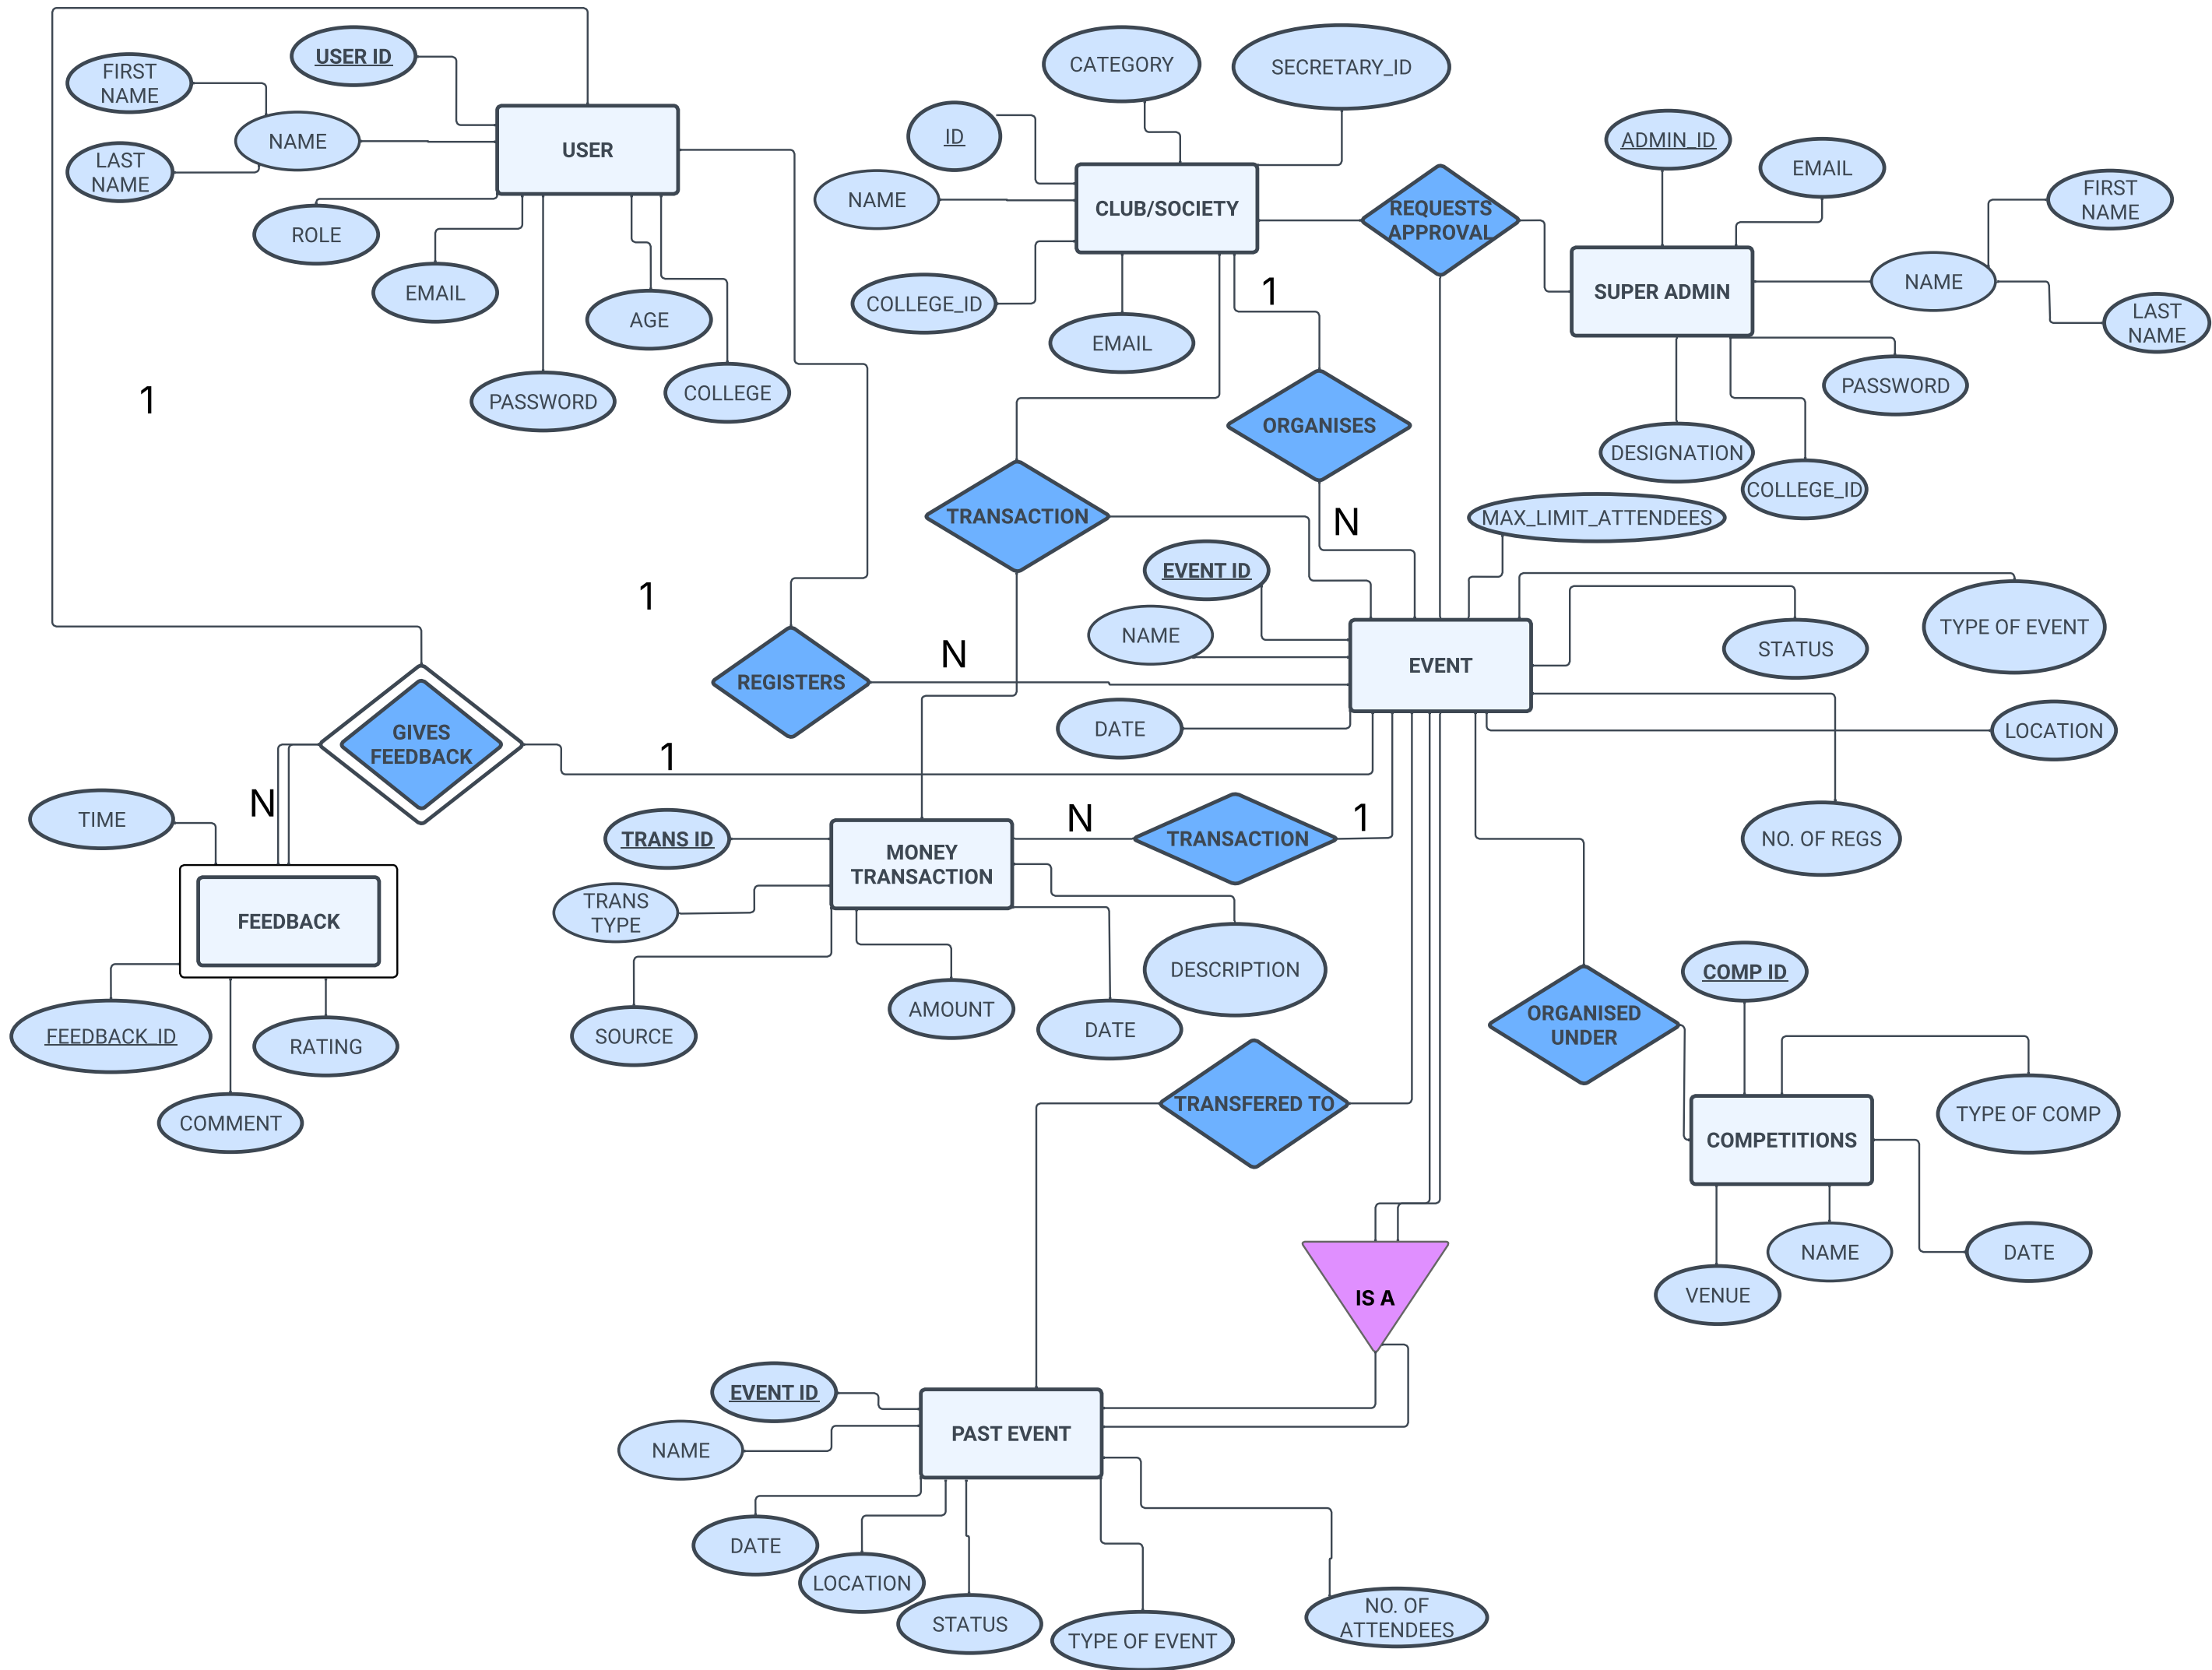 USER ID
FIRST
NAME
NAME
LAST
NAME
USER
ROLE
EMAIL
PASSWORD
AGE
COLLEGE
CATEGORY
SECRETARY_ID
ID
NAME
CLUB/SOCIETY
COLLEGE_ID
EMAIL
REQUESTS
APPROVAL
ADMIN_ID
EMAIL
FIRST
NAME
SUPER ADMIN
NAME
LAST
NAME
PASSWORD
DESIGNATION
COLLEGE_ID
1
1
ORGANISES
N
TRANSACTION
MAX_LIMIT_ATTENDEES
EVENT ID
NAME
DATE
EVENT
STATUS
TYPE OF EVENT
LOCATION
NO. OF REGS
1
REGISTERS
N
GIVES
FEEDBACK
1
N
TIME
FEEDBACK
FEEDBACK_ID
RATING
COMMENT
TRANS ID
MONEY
TRANSACTION
N
TRANSACTION
1
TRANS
TYPE
SOURCE
AMOUNT
DATE
DESCRIPTION
ORGANISED
UNDER
COMP ID
TYPE OF COMP
COMPETITIONS
VENUE
NAME
DATE
TRANSFERED TO
IS A
EVENT ID
NAME
PAST EVENT
DATE
LOCATION
STATUS
TYPE OF EVENT
NO. OF
ATTENDEES